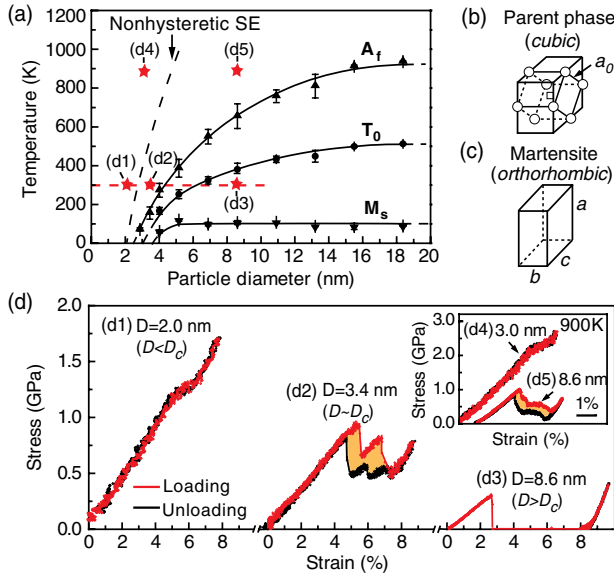 (a)
Nonhysteretic SE
1000
900
800
700
600
500
400
300
200
100
0
Temperature (K)
(d4)
(d5)
(d1)
(d2)
(d3)
A_f
T_0
M_s
0 2 4 6 8 10 12 14 16 18 20
Particle diameter (nm)
(b)
Parent phase
(cubic)
a_0
(c)
Martensite
(orthorhombic)
a
b
c
(d)
2.0
1.5
1.0
0.5
0.0
Stress (GPa)
(d1) D=2.0 nm
(D<D_c)
Loading
Unloading
(d2) D=3.4 nm
(D~D_c)
3.0
2.0
1.0
0.0
Stress (GPa)
900K
(d4) 3.0 nm
(d5) 8.6 nm
1%
Strain (%)
(d3) D=8.6 nm
(D>D_c)
0 2 4 6 8 0 2 4 6 8 0 2 4 6 8
Strain (%)